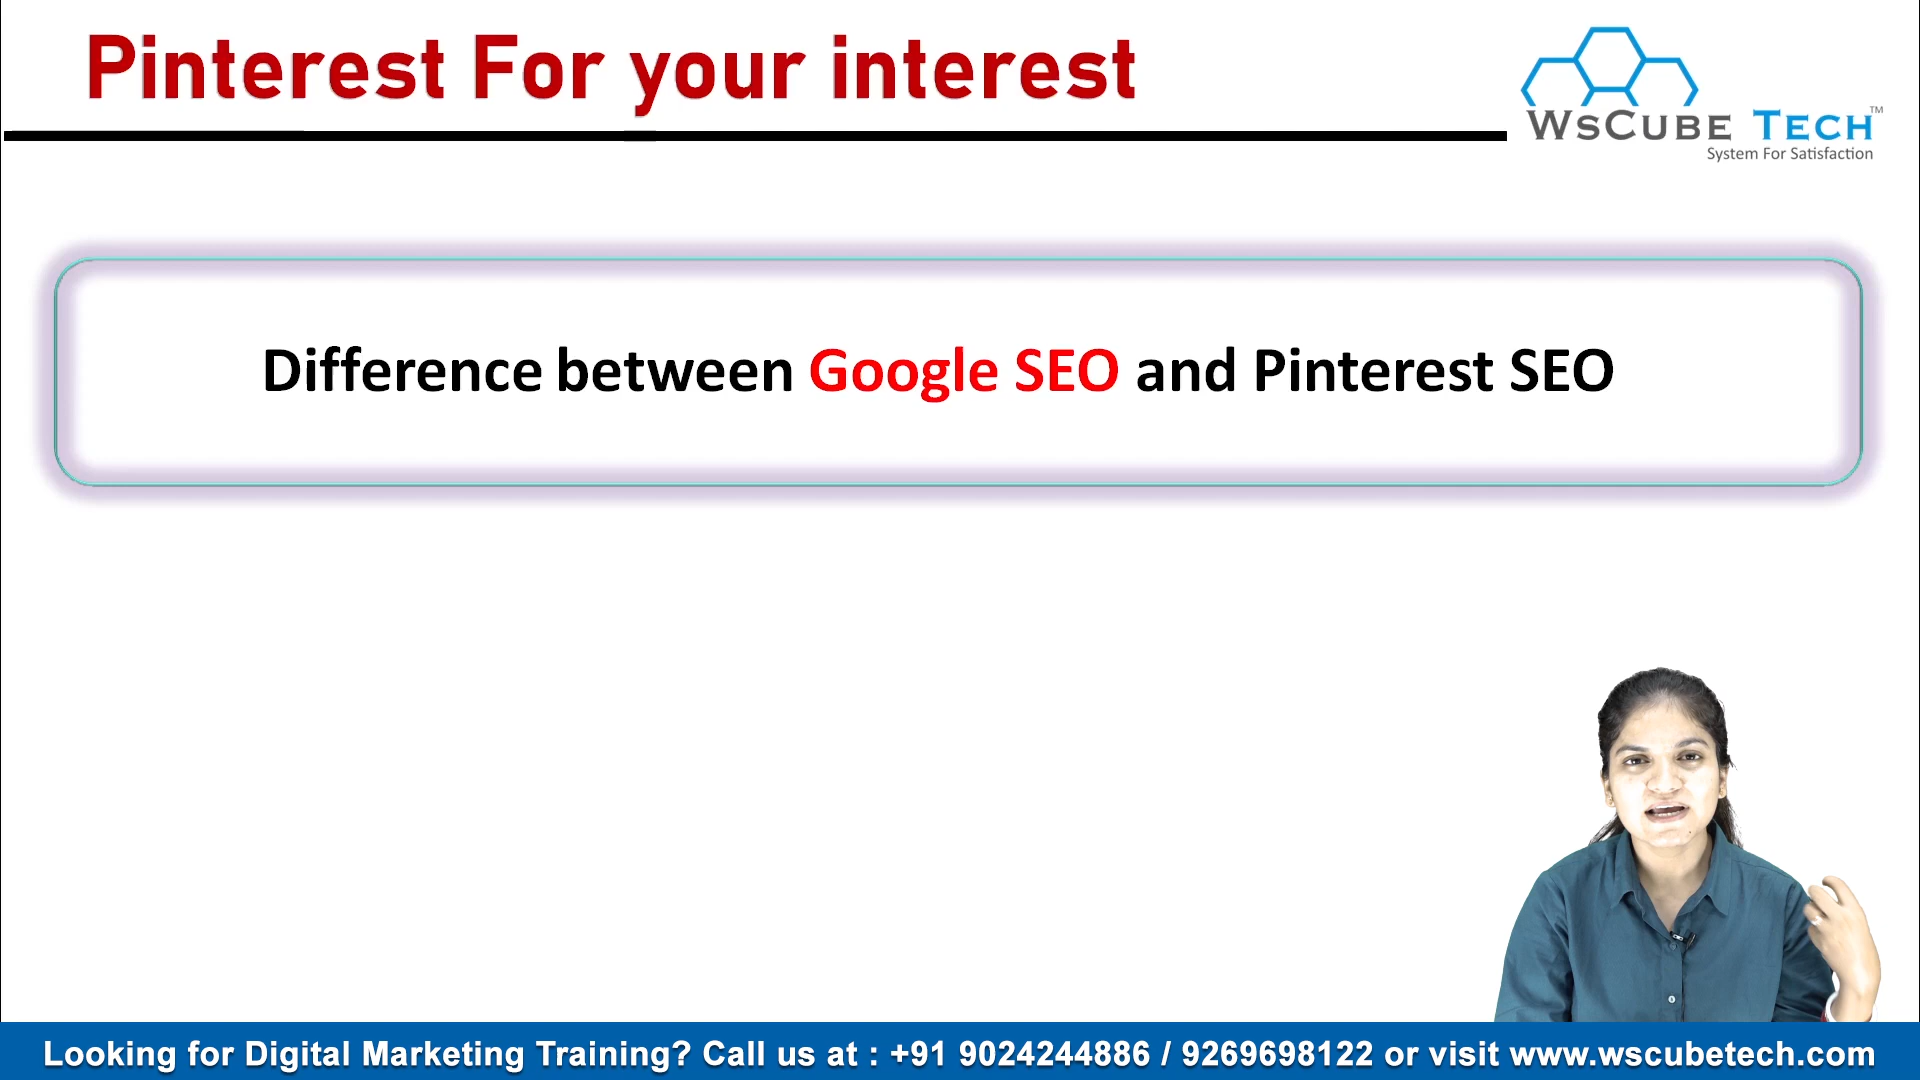 Pinterest For your interest
WsCube Tech™
System For Satisfaction
Difference between Google SEO and Pinterest SEO
Looking for Digital Marketing Training? Call us at : +91 9024244886 / 9269698122 or visit www.wscubetech.com